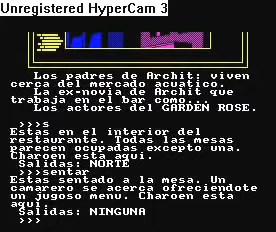 Unregistered HyperCam 3
Los padres de Archit: viven
cerca del mercado acuatico.
La ex-novia de Archit que
trabaja en el bar como...
Los actores del GARDEN ROSE.
>>>s
Estas en el interior del
restaurante. Todas las mesas
parecen ocupadas excepto una.
Charoen esta aqui.
Salidas: NORTE
>>>sentar
Estas sentado a la mesa. Un
camarero se acerca ofreciendote
un jugoso menu. Charoen esta
aqui.
Salidas: NINGUNA
>>>